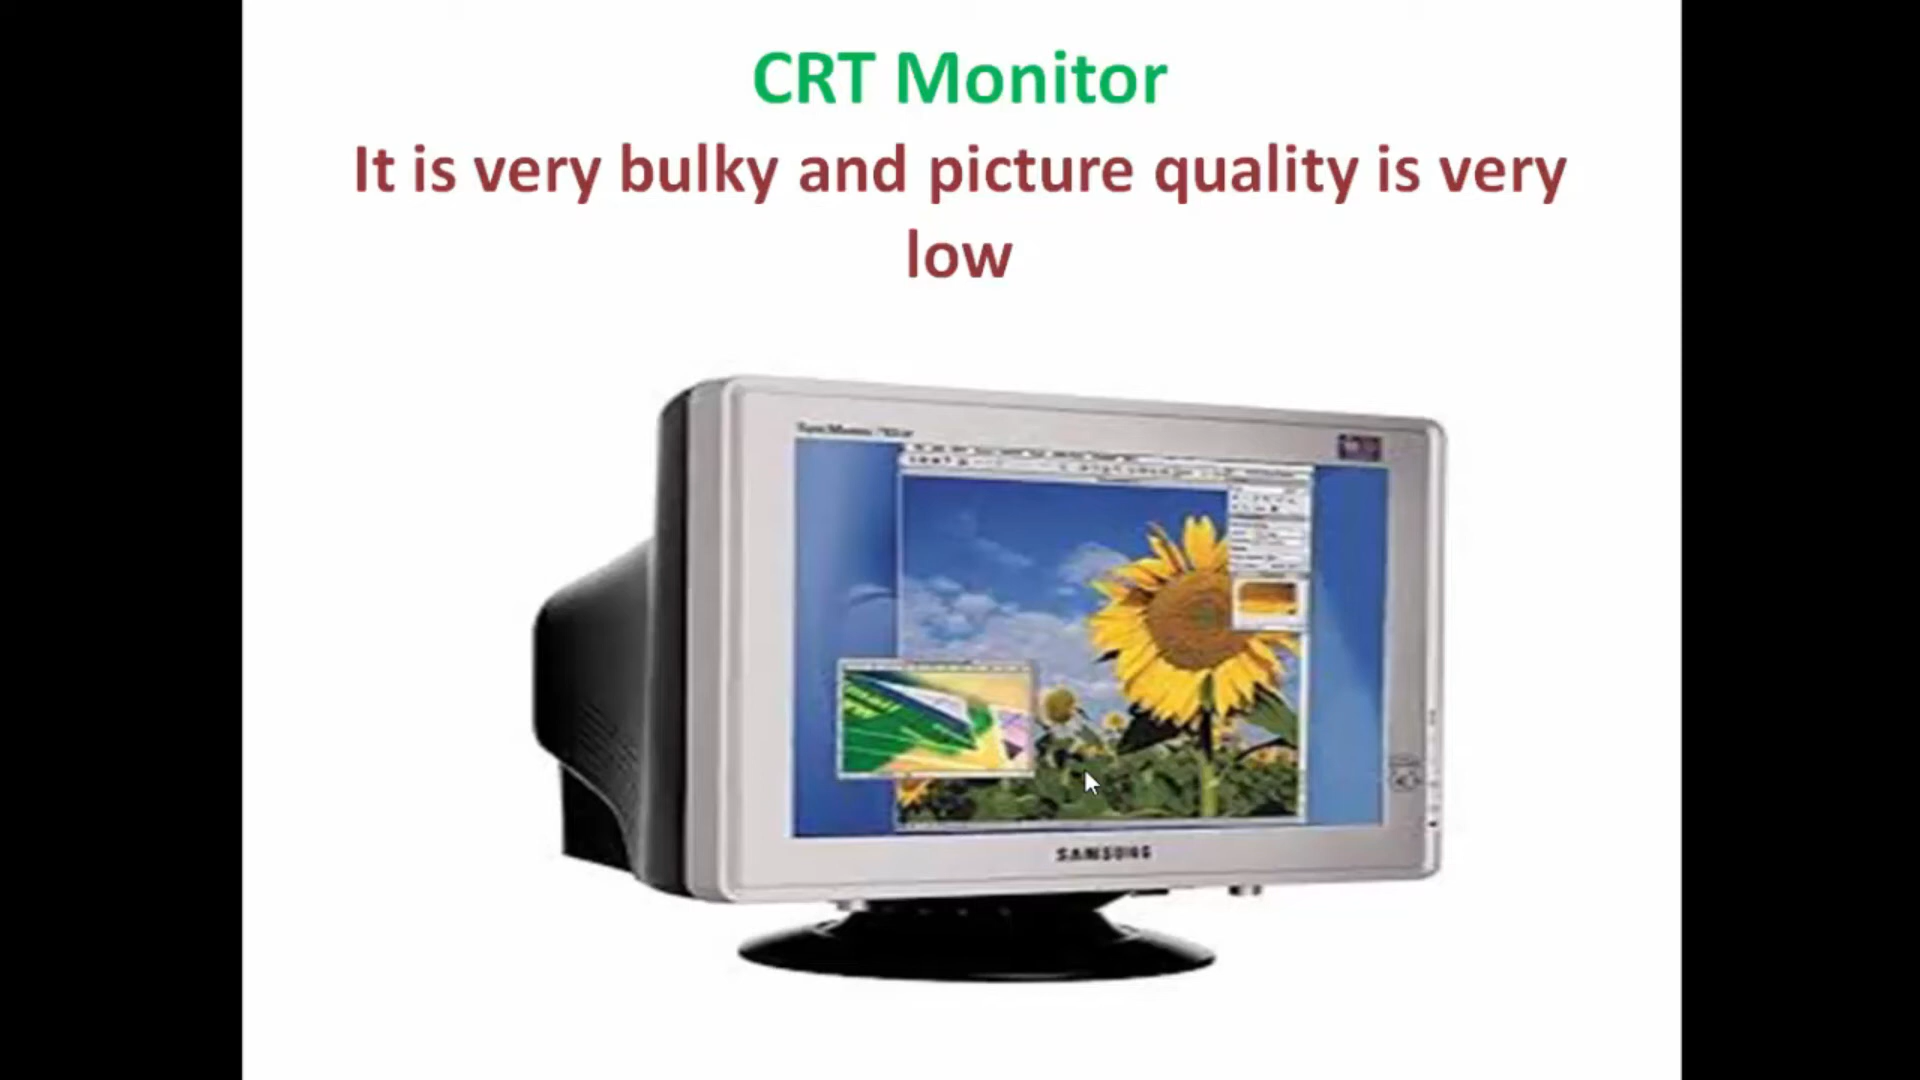 CRT Monitor
It is very bulky and picture quality is very
low
SAMSUNG